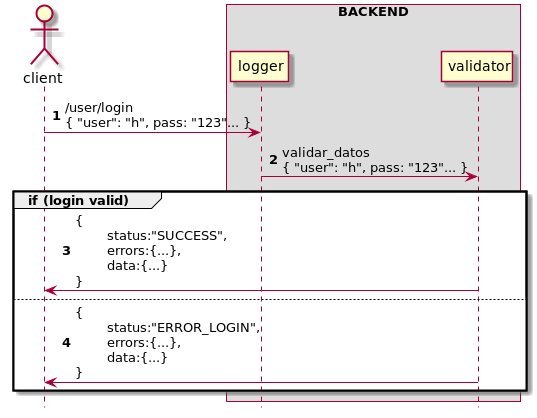 BACKEND
client
logger
validator
1 /user/login
{ "user": "h", pass: "123"... }
2 validar_datos
{ "user": "h", pass: "123"... }
if (login valid)
{
status:"SUCCESS",
3 errors:{...},
data:{...}
}
{
status:"ERROR_LOGIN",
4 errors:{...},
data:{...}
}